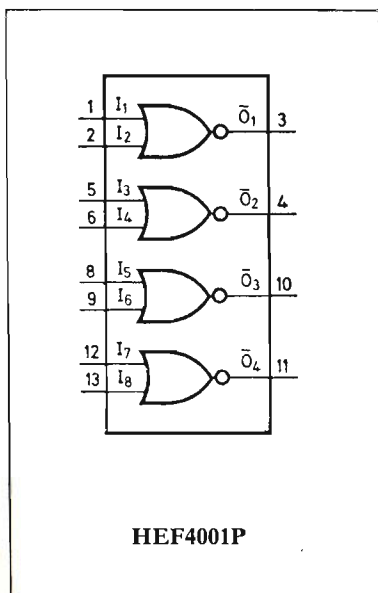 1 I1 Ō1 3
2 I2
5 I3 Ō2 4
6 I4
8 I5 Ō3 10
9 I6
12 I7 Ō4 11
13 I8
HEF4001P